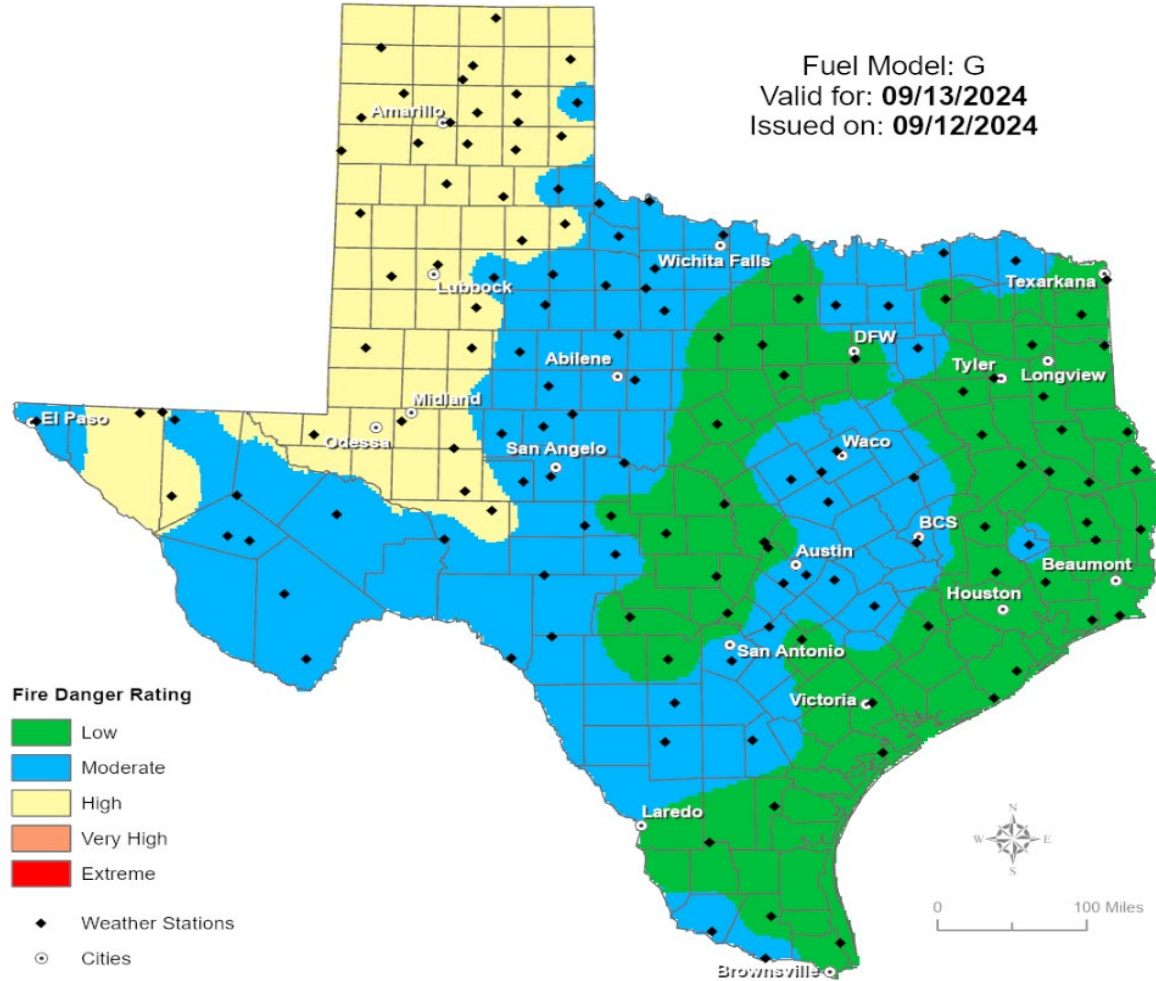 Fuel Model: G
Valid for: 09/13/2024
Issued on: 09/12/2024
Amarillo
Wichita Falls
Lubbock
Texarkana
DFW
Abilene
Tyler
Longview
Midland
El Paso
Odessa
San Angelo
Waco
BCS
Austin
Beaumont
Houston
San Antonio
Victoria
Laredo
Brownsville
Fire Danger Rating
Low
Moderate
High
Very High
Extreme
Weather Stations
Cities
N
W E
S
0 100 Miles